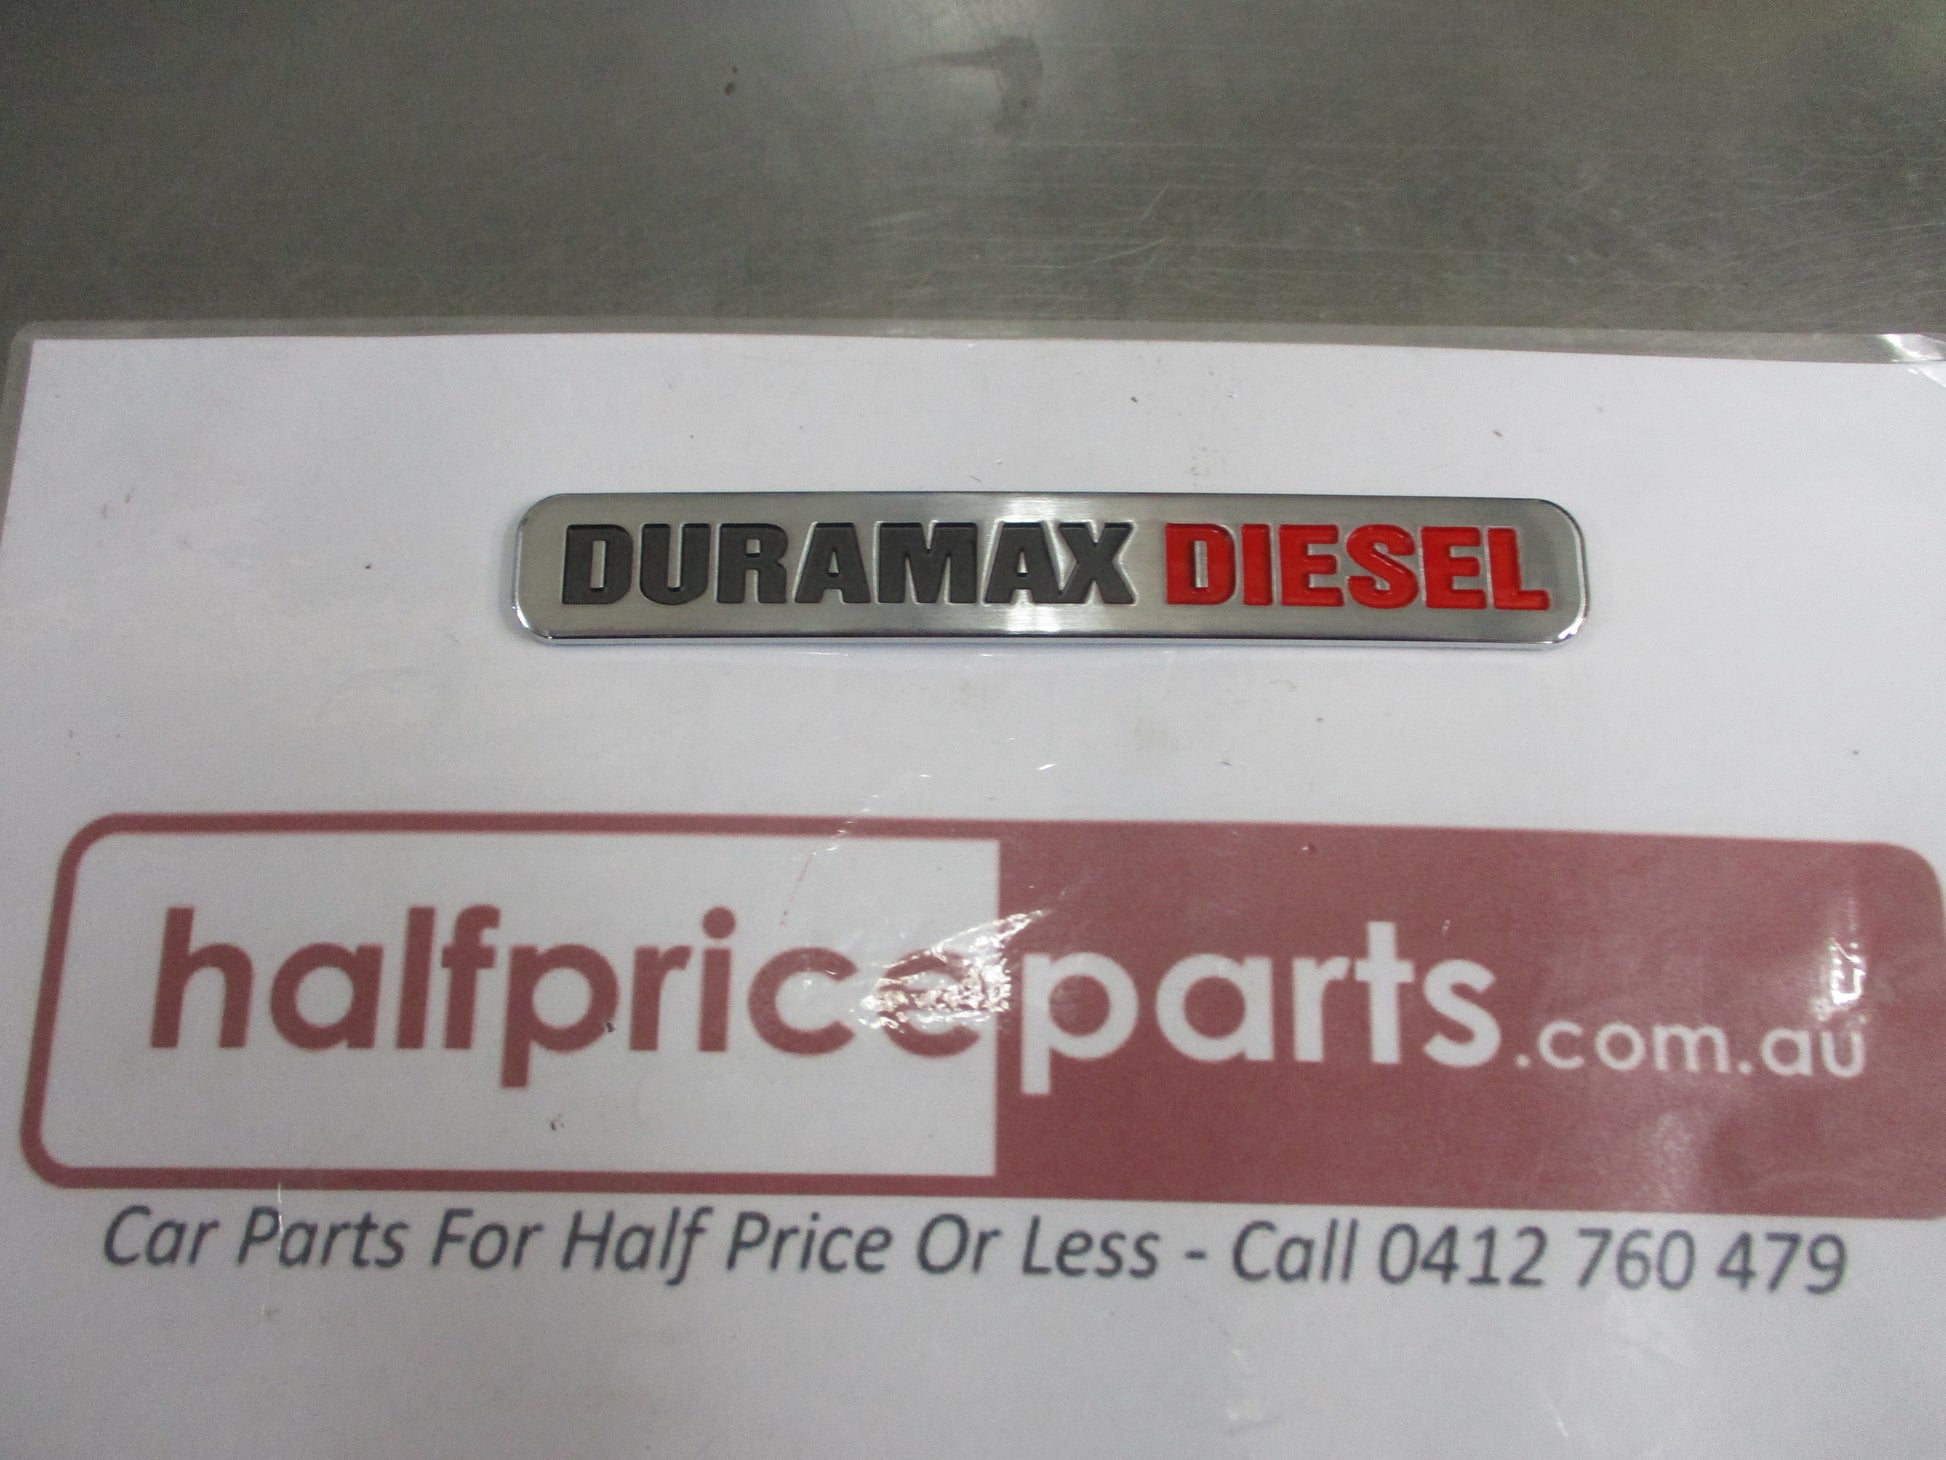 DURAMAX DIESEL
halfpriceparts.com.au
Car Parts For Half Price Or Less - Call 0412 760 479